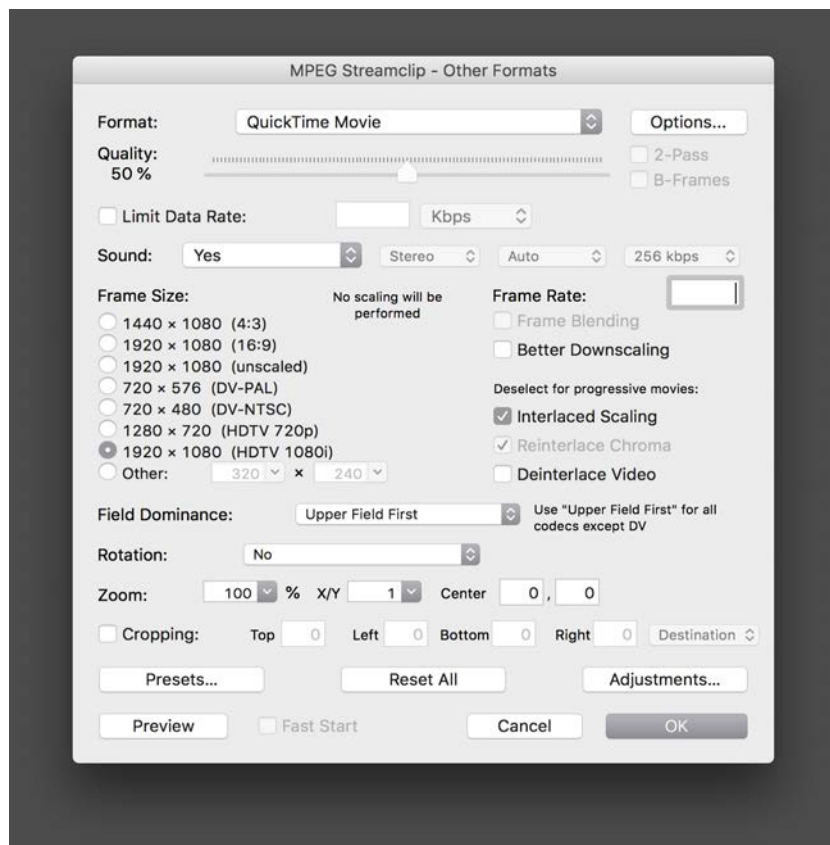 MPEG Streamclip - Other Formats
Format: QuickTime Movie Options...
Quality: 2-Pass
50 % B-Frames
Limit Data Rate: Kbps
Sound: Yes Stereo Auto 256 kbps
Frame Size: No scaling will be performed Frame Rate:
1440 × 1080 (4:3) Frame Blending
1920 × 1080 (16:9) Better Downscaling
1920 × 1080 (unscaled)
720 × 576 (DV-PAL) Deselect for progressive movies:
720 × 480 (DV-NTSC) Interlaced Scaling
1280 × 720 (HDTV 720p) Reinterlace Chroma
1920 × 1080 (HDTV 1080i)
Other: 320 × 240 Deinterlace Video
Field Dominance: Upper Field First Use "Upper Field First" for all codecs except DV
Rotation: No
Zoom: 100 % X/Y 1 Center 0 , 0
Cropping: Top 0 Left 0 Bottom 0 Right 0 Destination
Presets... Reset All Adjustments...
Preview Fast Start Cancel OK